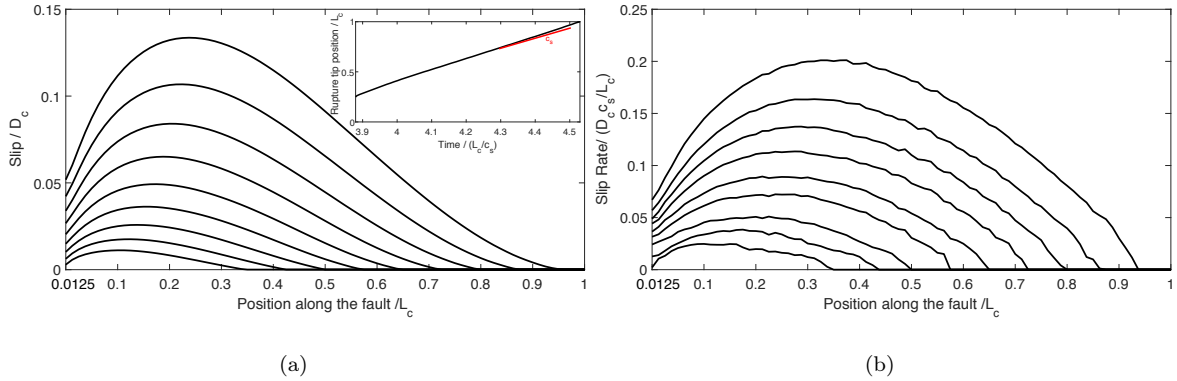 0.15
0.1
0.05
0
Slip / D_c
0.0125 0.1 0.2 0.3 0.4 0.5 0.6 0.7 0.8 0.9 1
Position along the fault /L_c
1
0.5
0
Rupture tip position / L_c
c_s
3.9 4 4.1 4.2 4.3 4.4 4.5
Time / (L_c/c_s)
(a)
0.25
0.2
0.15
0.1
0.05
0
Slip Rate/ (D_c c_s/L_c)
0.0125 0.1 0.2 0.3 0.4 0.5 0.6 0.7 0.8 0.9 1
Position along the fault /L_c
(b)